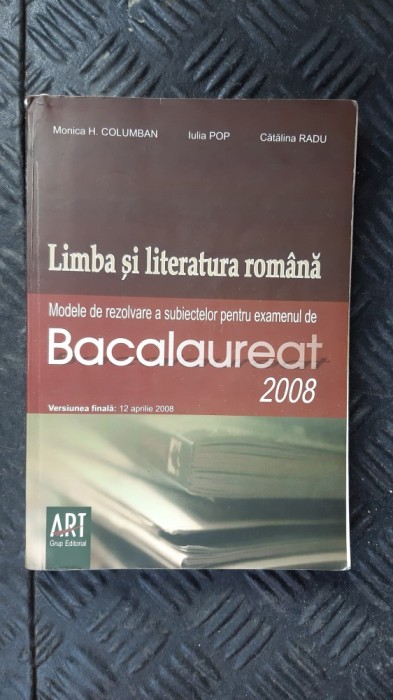 Monica H. COLUMBAN Iulia POP Cătălina RADU
Limba și literatura română
Modele de rezolvare a subiectelor pentru examenul de
Bacalaureat
2008
Versiunea finală: 12 aprilie 2008
ART
Grup Editorial